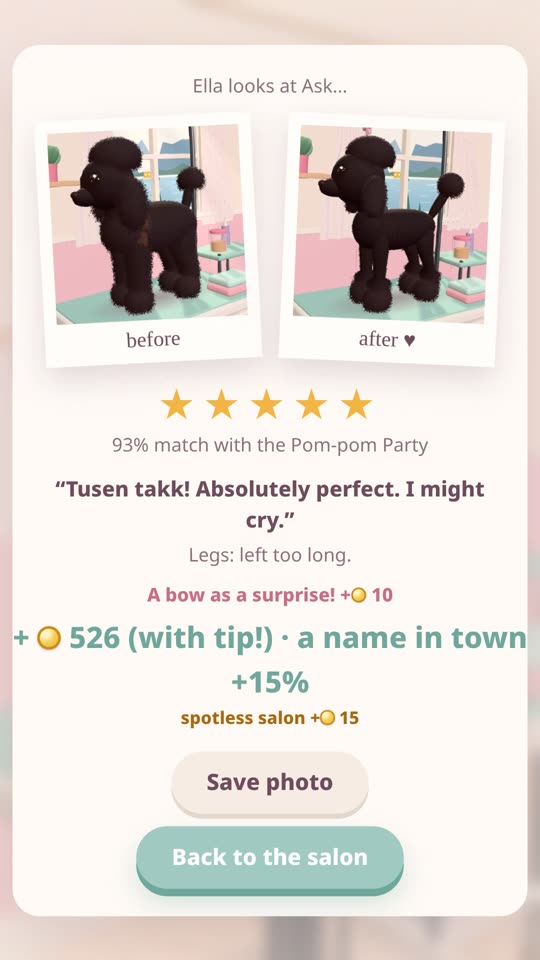 Ella looks at Ask...
before
after ♥
93% match with the Pom-pom Party
“Tusen takk! Absolutely perfect. I might
cry.”
Legs: left too long.
A bow as a surprise! + 10
+ 526 (with tip!) · a name in town
+15%
spotless salon + 15
Save photo
Back to the salon